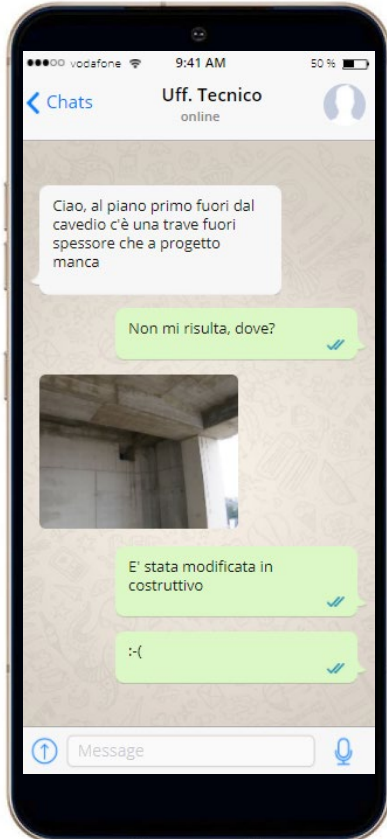 vodafone
9:41 AM
50 %
Chats
Uff. Tecnico
online
Ciao, al piano primo fuori dal
cavedio c'è una trave fuori
spessore che a progetto
manca
Non mi risulta, dove?
E' stata modificata in
costruttivo
:-(
Message